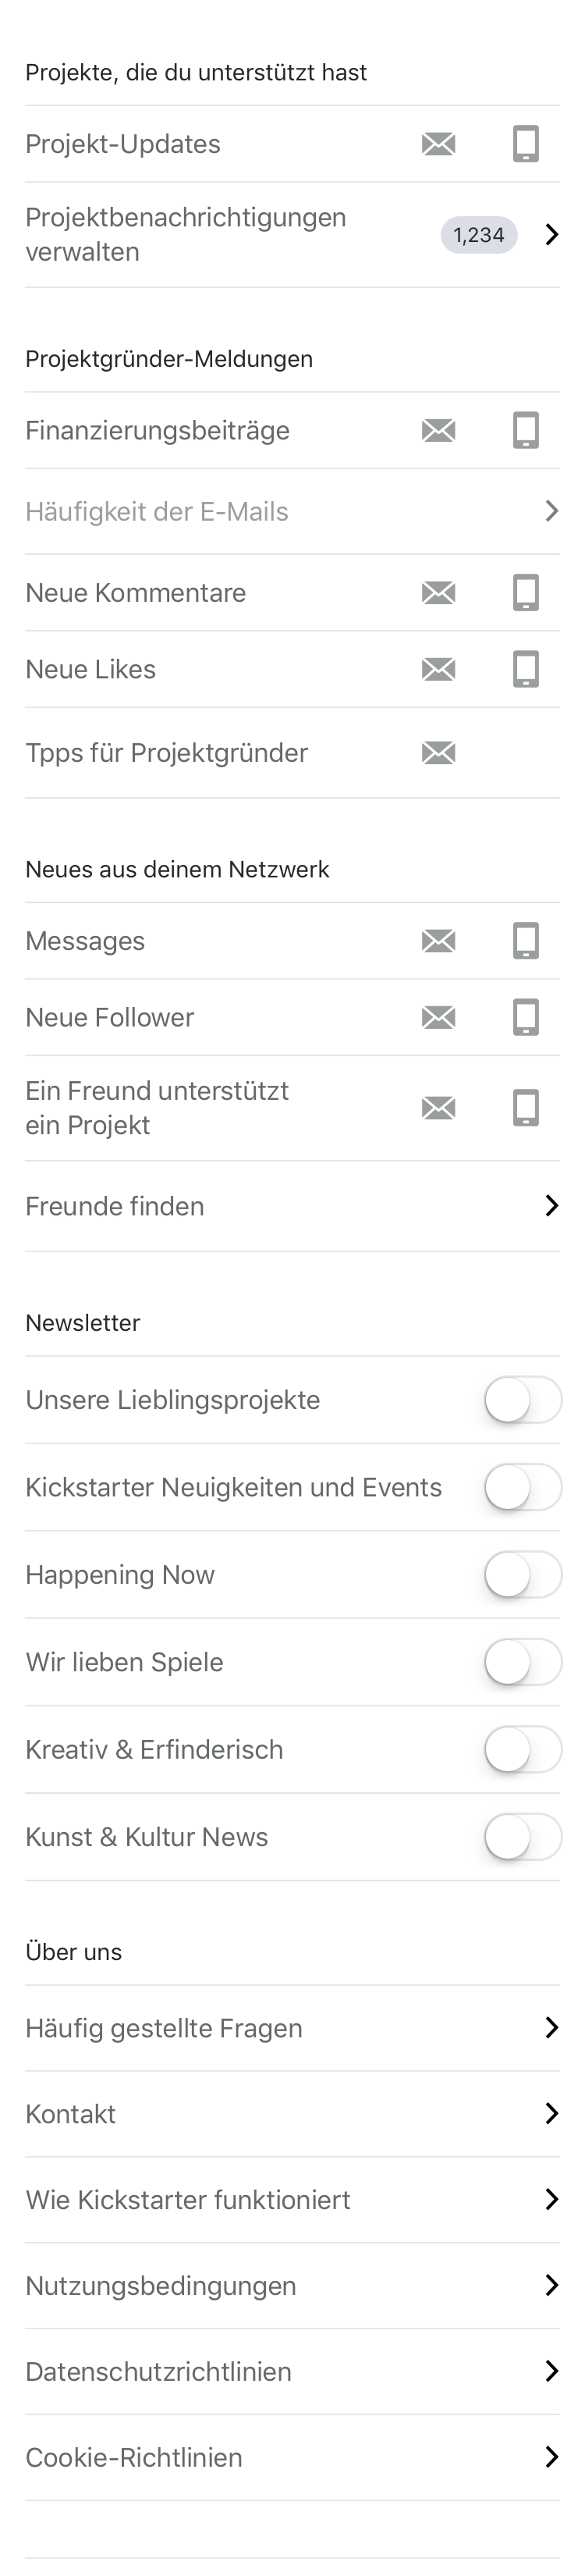 Projekte, die du unterstützt hast
Projekt-Updates
Projektbenachrichtigungen
verwalten
1,234
Projektgründer-Meldungen
Finanzierungsbeiträge
Häufigkeit der E-Mails
Neue Kommentare
Neue Likes
Tpps für Projektgründer
Neues aus deinem Netzwerk
Messages
Neue Follower
Ein Freund unterstützt
ein Projekt
Freunde finden
Newsletter
Unsere Lieblingsprojekte
Kickstarter Neuigkeiten und Events
Happening Now
Wir lieben Spiele
Kreativ & Erfinderisch
Kunst & Kultur News
Über uns
Häufig gestellte Fragen
Kontakt
Wie Kickstarter funktioniert
Nutzungsbedingungen
Datenschutzrichtlinien
Cookie-Richtlinien